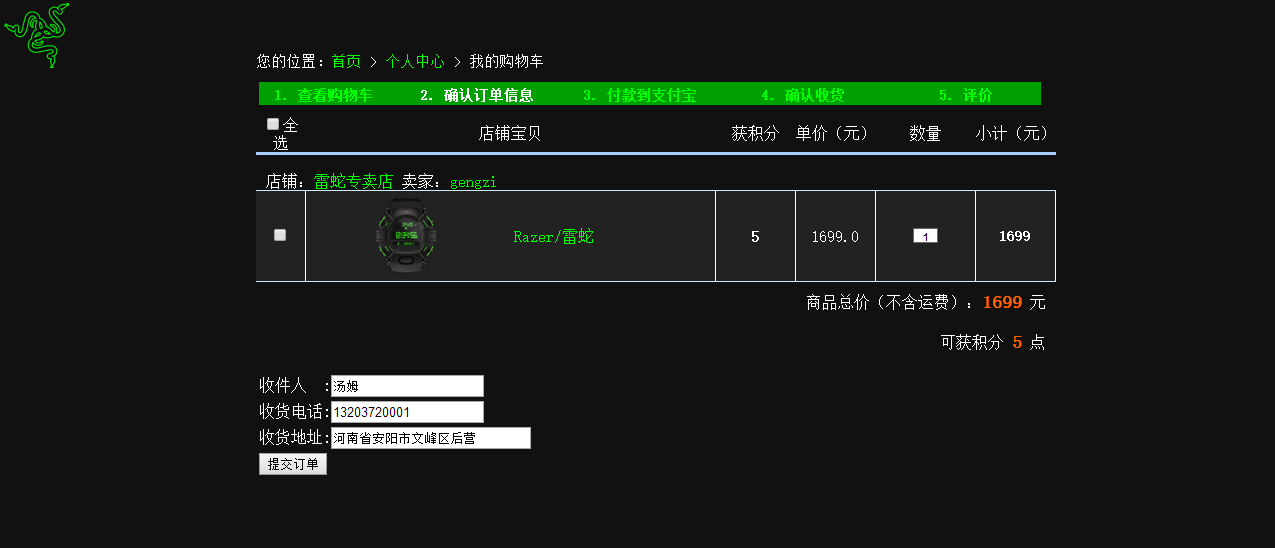 您的位置：首页 > 个人中心 > 我的购物车
1. 查看购物车 2. 确认订单信息 3. 付款到支付宝 4. 确认收货 5. 评价
全选 店铺宝贝 获积分 单价（元） 数量 小计（元）
店铺：雷蛇专卖店 卖家：gengzi
Razer/雷蛇 5 1699.0 1 1699
商品总价（不含运费）：1699 元
可获积分 5 点
收件人 :汤姆
收货电话:13203720001
收货地址:河南省安阳市文峰区后营
提交订单